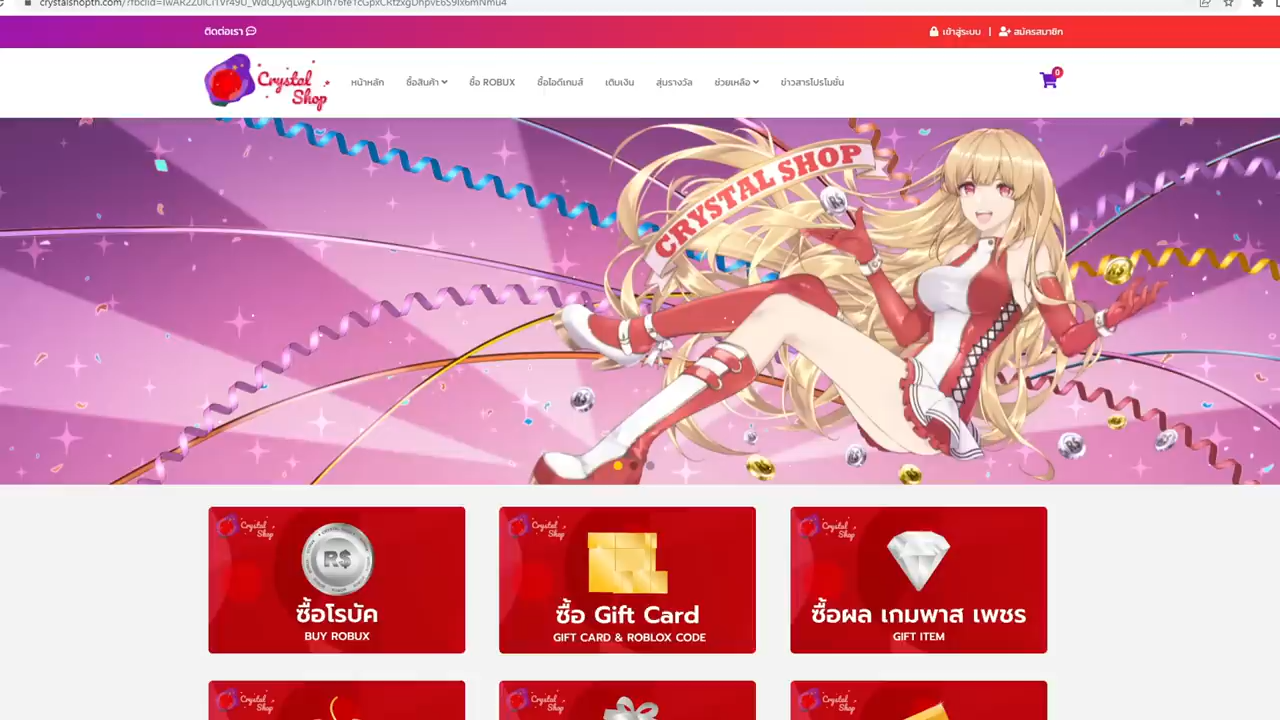 ติดต่อเรา
เข้าสู่ระบบ | สมัครสมาชิก
Crystal Shop
หน้าหลัก ซื้อสินค้า ซื้อ ROBUX ซื้อไอดีเกมส์ เติมเงิน สุ่มรางวัล ช่วยเหลือ ข่าวสารโปรโมชั่น
0
CRYSTAL SHOP
Crystal Shop
R$
ซื้อโรบัค
BUY ROBUX
Crystal Shop
ซื้อ Gift Card
GIFT CARD & ROBLOX CODE
Crystal Shop
ซื้อผล เกมพาส เพชร
GIFT ITEM
Crystal Shop
Crystal Shop
Crystal Shop